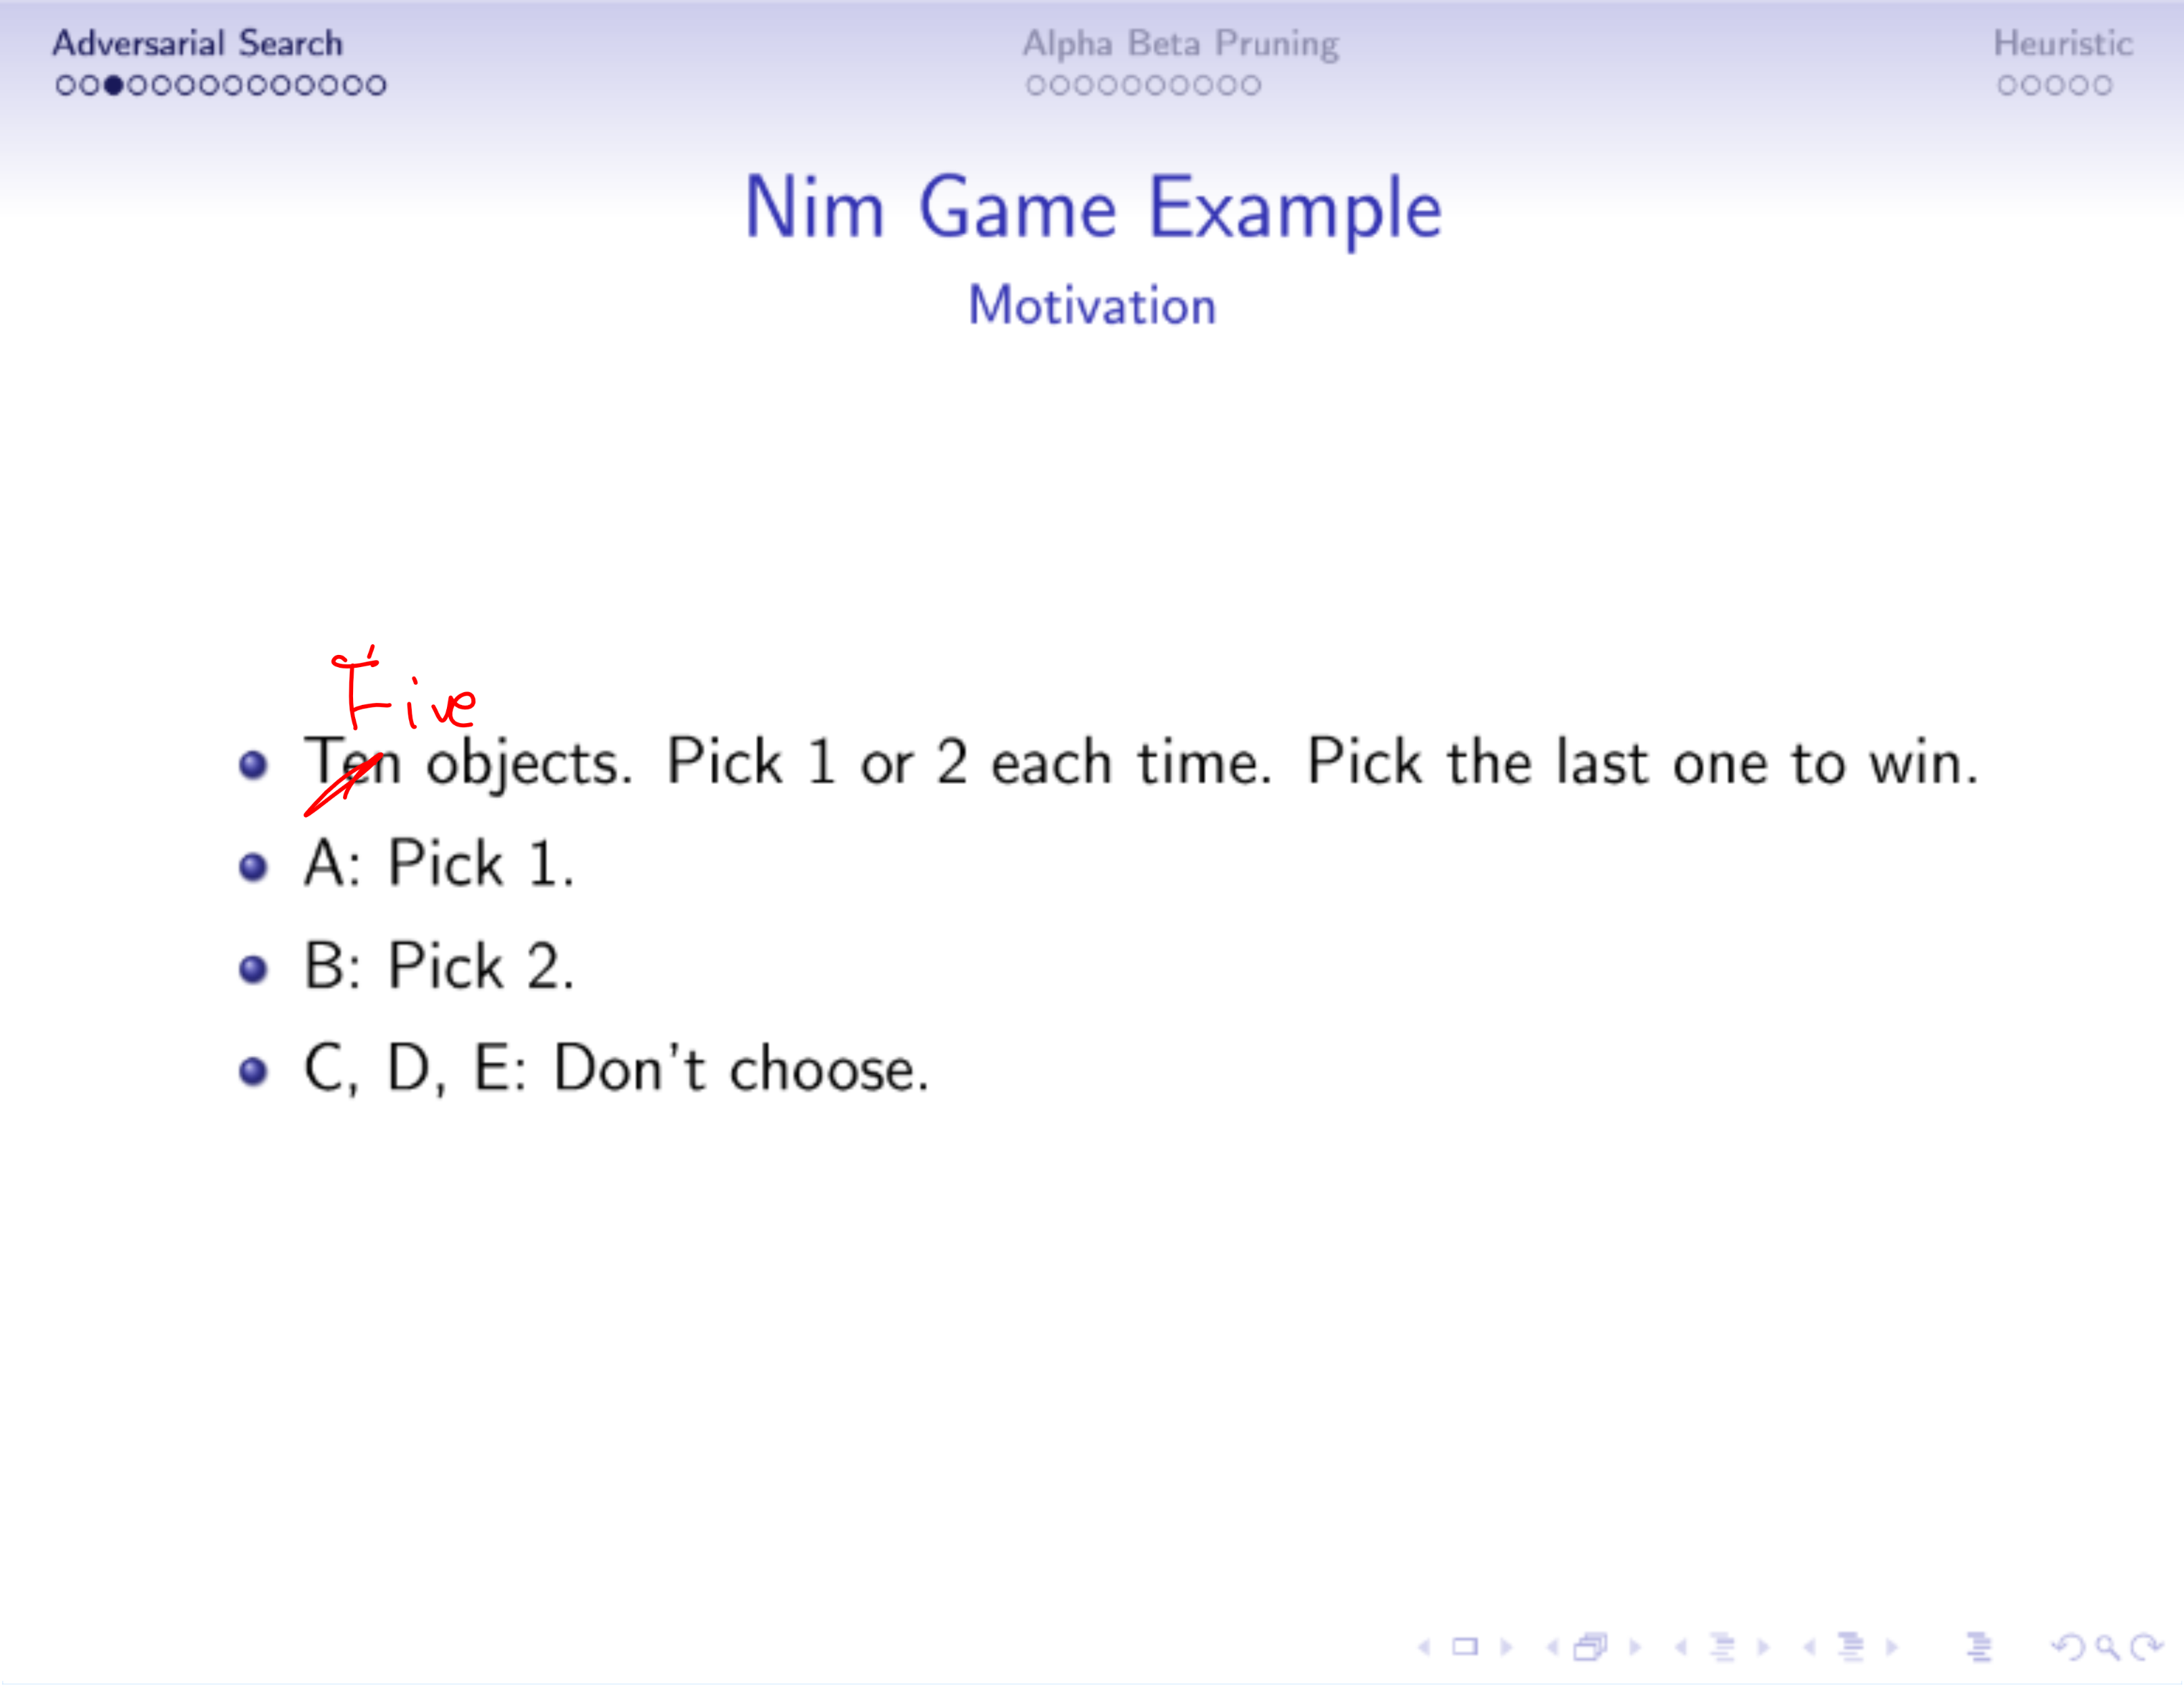 Adversarial Search
Alpha Beta Pruning
Heuristic
Nim Game Example
Motivation
Five
Ten objects. Pick 1 or 2 each time. Pick the last one to win.
A: Pick 1.
B: Pick 2.
C, D, E: Don't choose.